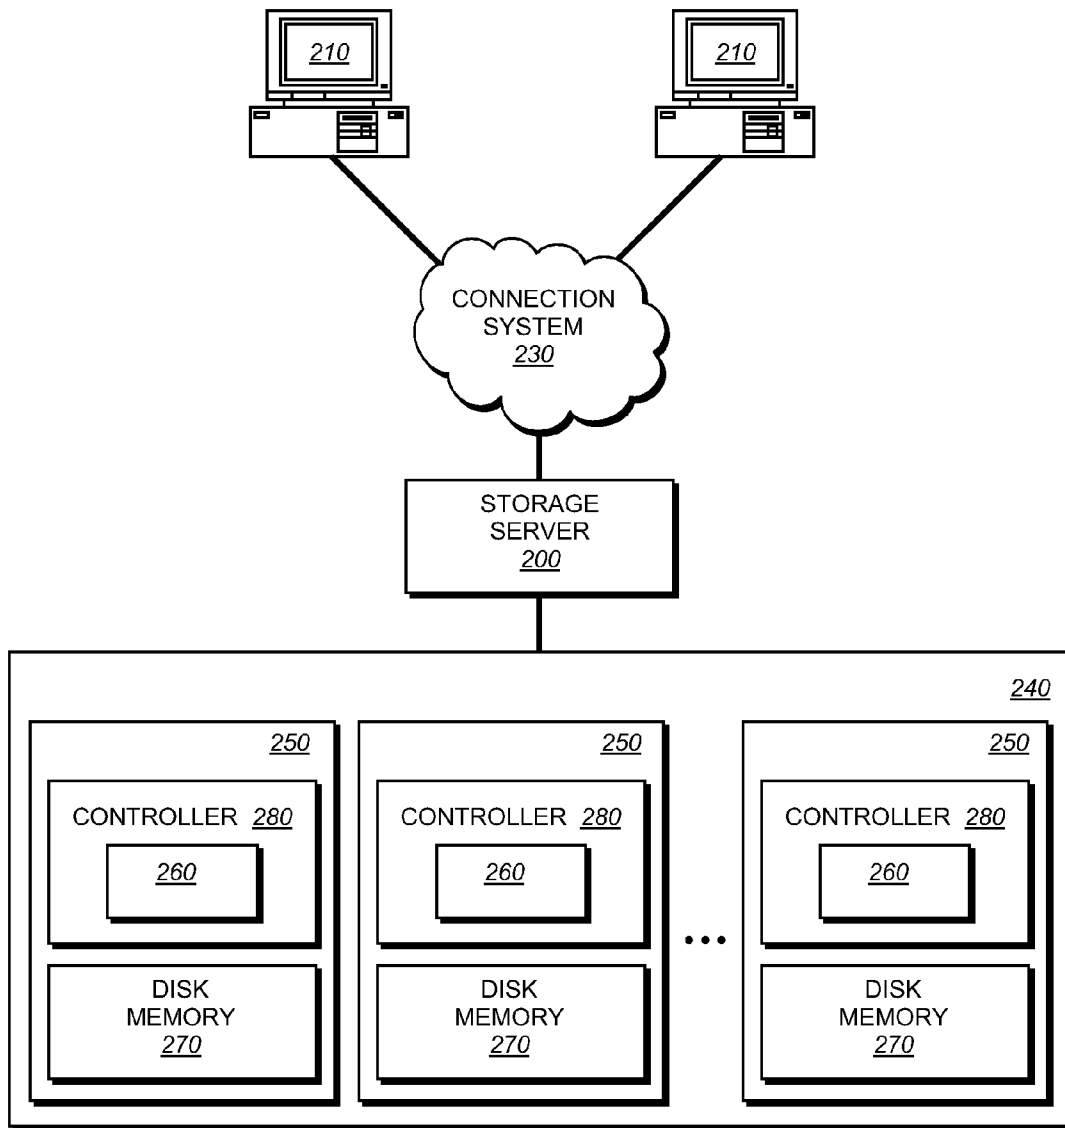 210
210
CONNECTION
SYSTEM
230
STORAGE
SERVER
200
240
250
250
250
CONTROLLER 280
CONTROLLER 280
CONTROLLER 280
260
260
260
...
DISK
MEMORY
270
DISK
MEMORY
270
DISK
MEMORY
270